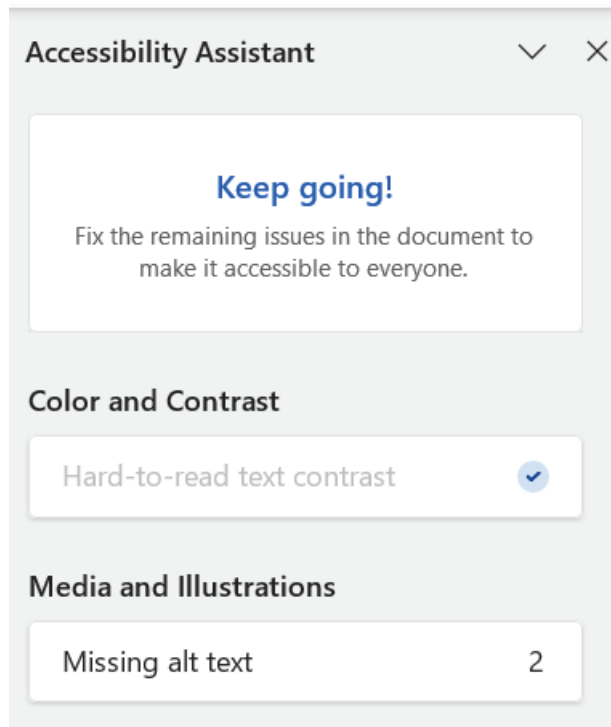 Accessibility Assistant
Keep going!
Fix the remaining issues in the document to
make it accessible to everyone.
Color and Contrast
Hard-to-read text contrast
Media and Illustrations
Missing alt text 2